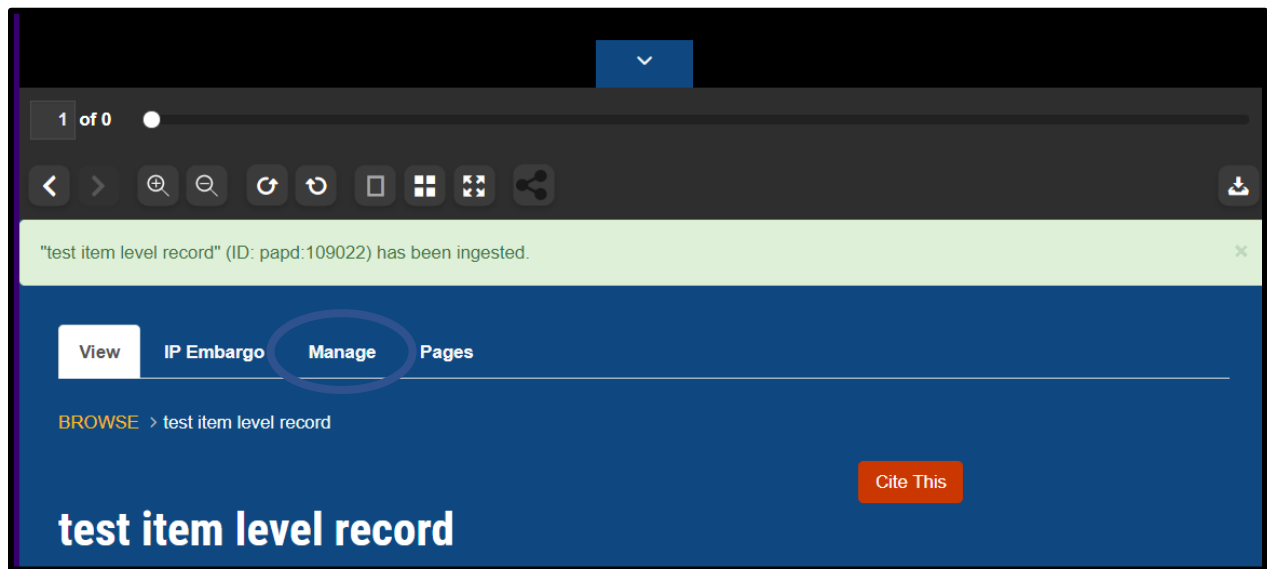 1 of 0
"test item level record" (ID: papd:109022) has been ingested. ×
View IP Embargo Manage Pages
BROWSE > test item level record
Cite This
test item level record